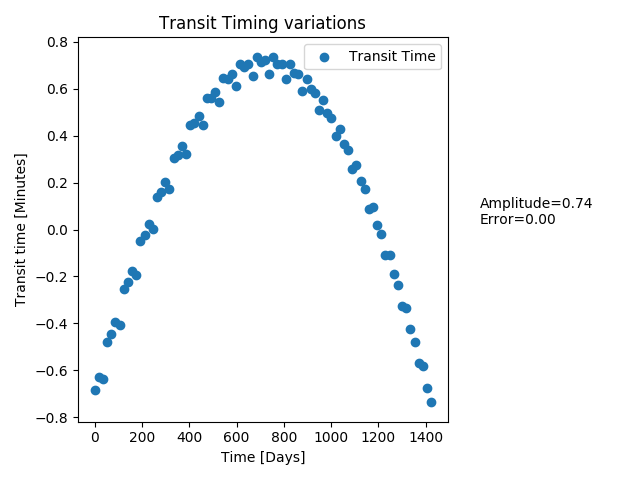 Transit Timing variations
Transit Time
0.8
0.6
0.4
0.2
0.0
−0.2
−0.4
−0.6
−0.8
Transit time [Minutes]
0 200 400 600 800 1000 1200 1400
Time [Days]
Amplitude=0.74
Error=0.00